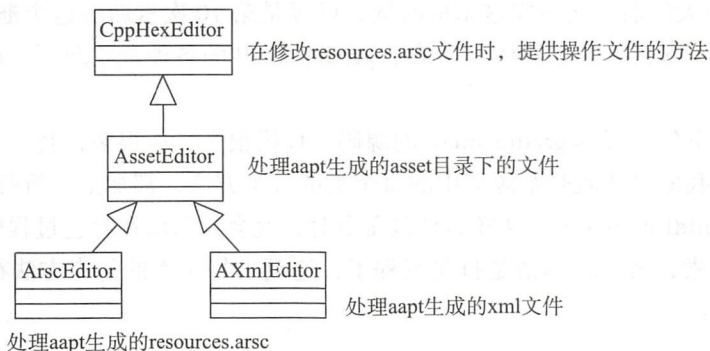 CppHexEditor
在修改resources.arsc文件时，提供操作文件的方法
AssetEditor
处理aapt生成的asset目录下的文件
ArscEditor
AXmlEditor
处理aapt生成的xml文件
处理aapt生成的resources.arsc